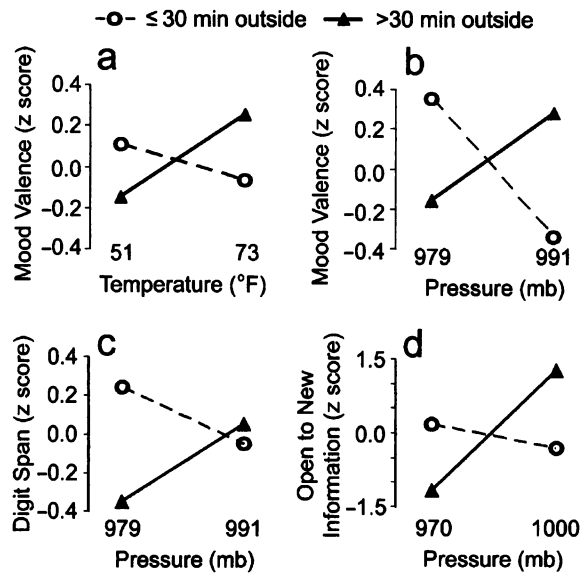 ≤ 30 min outside >30 min outside
a
Mood Valence (z score)
0.4
0.2
0.0
−0.2
−0.4
51 73
Temperature (°F)
b
Mood Valence (z score)
0.4
0.2
0.0
−0.2
−0.4
979 991
Pressure (mb)
c
Digit Span (z score)
0.4
0.2
0.0
−0.2
−0.4
979 991
Pressure (mb)
d
Open to New
Information (z score)
1.5
0.0
−1.5
970 1000
Pressure (mb)